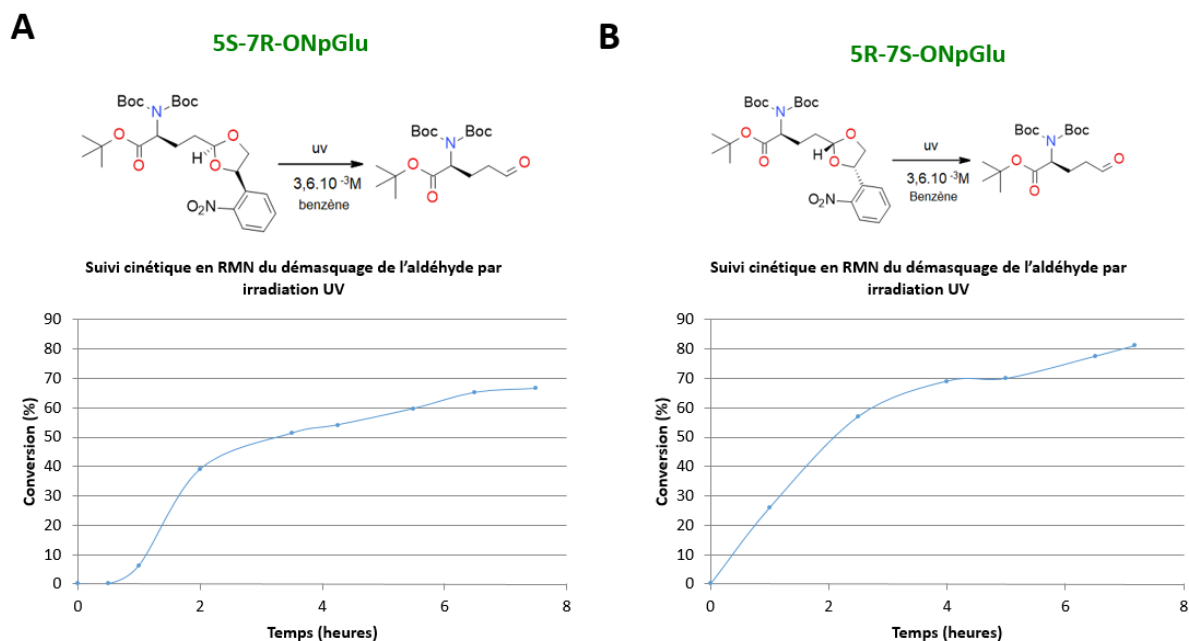 A
5S-7R-ONpGlu
Boc Boc
N
O
O
H
O
O
NO₂
uv
3,6.10 ⁻³M
benzène
Boc Boc
N
O
O
O
Suivi cinétique en RMN du démasquage de l'aldéhyde par
irradiation UV
Conversion (%)
90
80
70
60
50
40
30
20
10
0
0 2 4 6 8
Temps (heures)
B
5R-7S-ONpGlu
Boc Boc
N
O
O
H
O
O
NO₂
uv
3,6.10 ⁻³M
Benzène
Boc Boc
N
O
O
O
Suivi cinétique en RMN du démasquage de l'aldéhyde par
irradiation UV
Conversion (%)
90
80
70
60
50
40
30
20
10
0
0 2 4 6 8
Temps (heures)